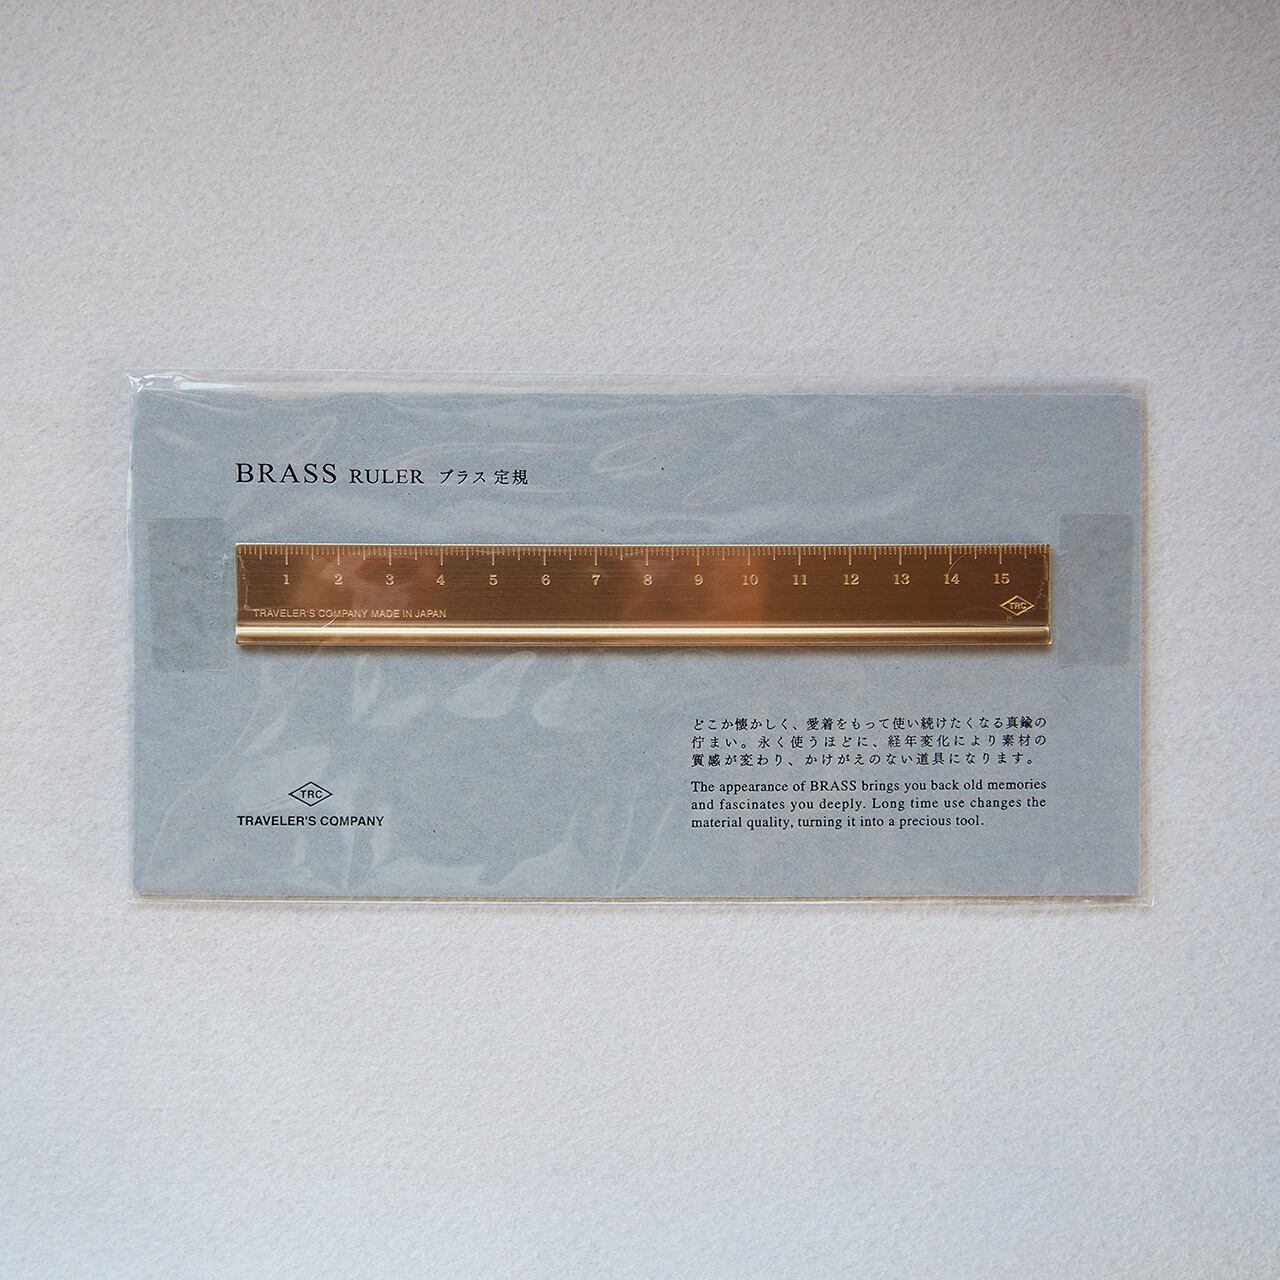 BRASS RULER ブラス 定規
1 2 3 4 5 6 7 8 9 10 11 12 13 14 15
TRAVELER'S COMPANY MADE IN JAPAN
TRC
どこか懐かしく、愛着をもって使い続けたくなる真鍮の
佇まい。永く使うほどに、経年変化により素材の
質感が変わり、かけがえのない道具になります。
The appearance of BRASS brings you back old memories
and fascinates you deeply. Long time use changes the
material quality, turning it into a precious tool.
TRC
TRAVELER'S COMPANY